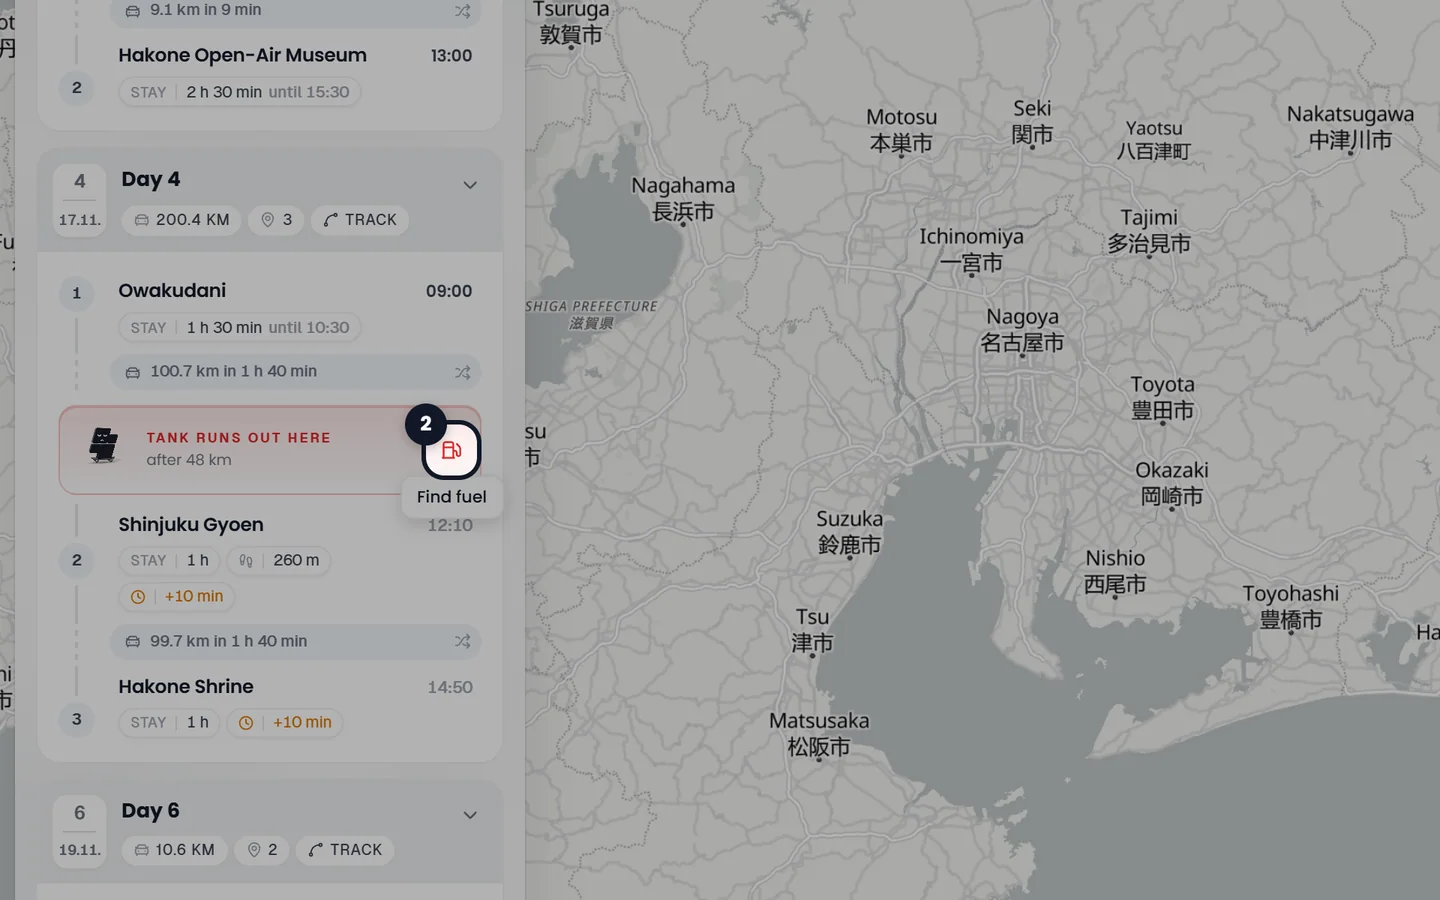 9.1 km in 9 min
Hakone Open-Air Museum 13:00
2
STAY 2 h 30 min until 15:30
4
17.11.
Day 4
200.4 KM 3 TRACK
1
Owakudani 09:00
STAY 1 h 30 min until 10:30
100.7 km in 1 h 40 min
TANK RUNS OUT HERE
after 48 km
2
Find fuel
Shinjuku Gyoen 12:10
2
STAY 1 h 260 m
+10 min
99.7 km in 1 h 40 min
Hakone Shrine 14:50
3
STAY 1 h +10 min
6
19.11.
Day 6
10.6 KM 2 TRACK
Tsuruga
敦賀市
Motosu
本巣市
Seki
関市
Yaotsu
八百津町
Nakatsugawa
中津川市
Nagahama
長浜市
Ichinomiya
一宮市
Tajimi
多治見市
SHIGA PREFECTURE
滋賀県
Nagoya
名古屋市
Toyota
豊田市
su
市
Okazaki
岡崎市
Suzuka
鈴鹿市
Nishio
西尾市
Toyohashi
豊橋市
Ha
Tsu
津市
Matsusaka
松阪市